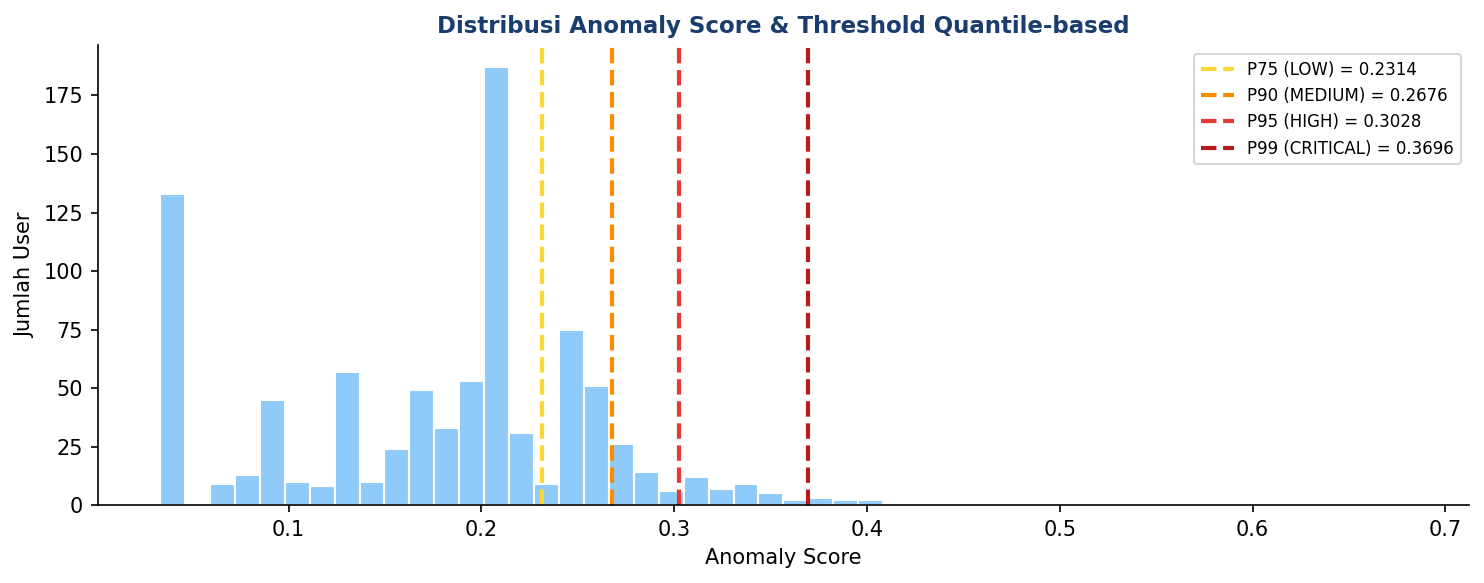 Distribusi Anomaly Score & Threshold Quantile-based
P75 (LOW) = 0.2314
P90 (MEDIUM) = 0.2676
P95 (HIGH) = 0.3028
P99 (CRITICAL) = 0.3696
Jumlah User
175
150
125
100
75
50
25
0
0.1 0.2 0.3 0.4 0.5 0.6 0.7
Anomaly Score